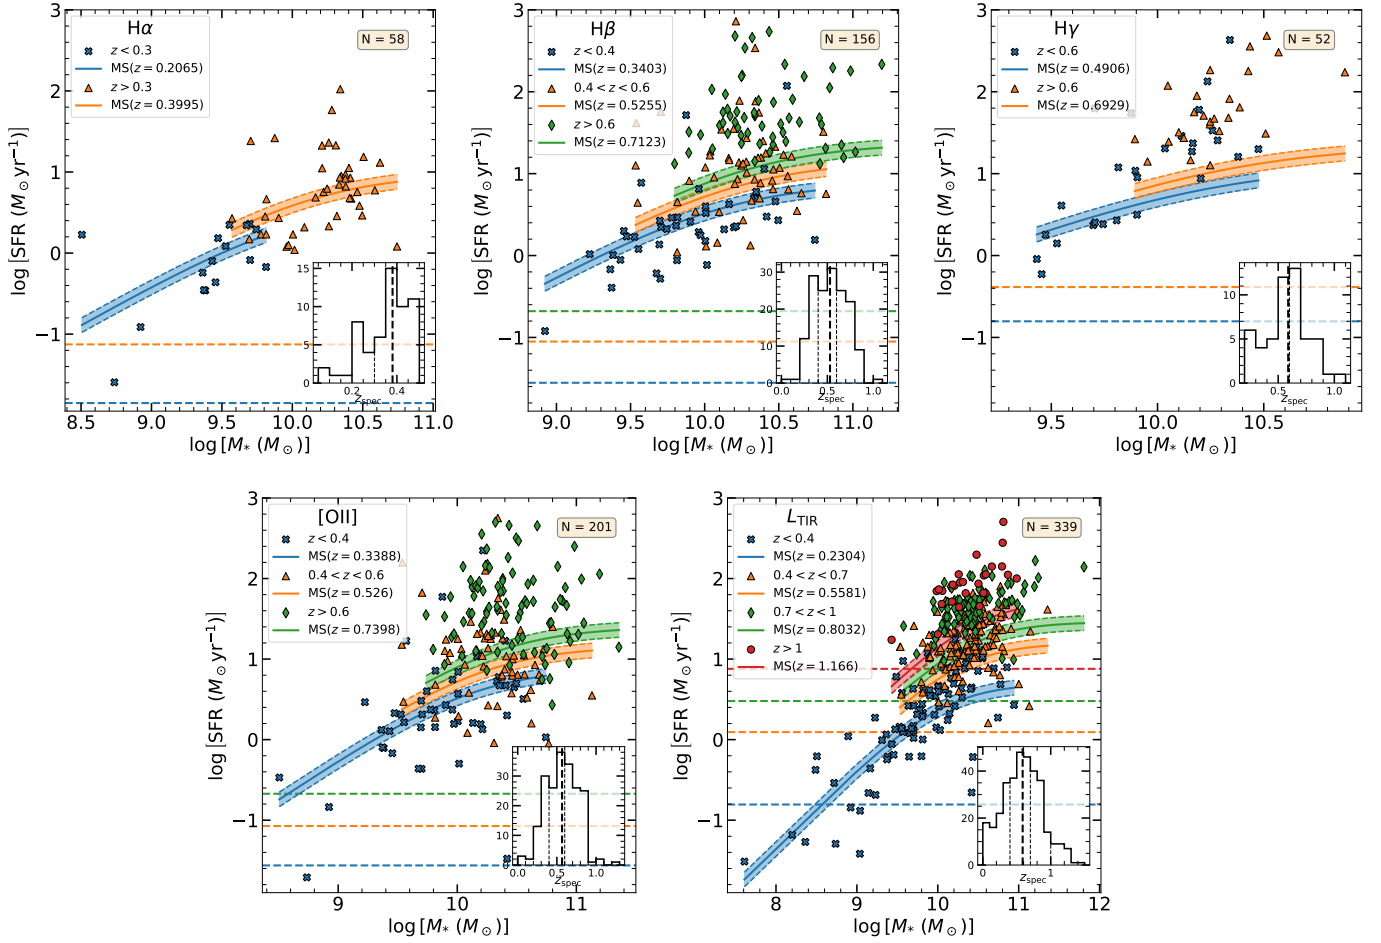 Hα
N = 58
z < 0.3
MS(z = 0.2065)
z > 0.3
MS(z = 0.3995)
3
2
1
0
−1
log [SFR (M⊙ yr⁻¹)]
15
10
5
0
0.2 0.4
z_spec
8.5 9.0 9.5 10.0 10.5 11.0
log [M* (M⊙)]
Hβ
N = 156
z < 0.4
MS(z = 0.3403)
0.4 < z < 0.6
MS(z = 0.5255)
z > 0.6
MS(z = 0.7123)
3
2
1
0
−1
log [SFR (M⊙ yr⁻¹)]
30
20
10
0
0.0 0.5 1.0
z_spec
9.0 9.5 10.0 10.5 11.0
log [M* (M⊙)]
Hγ
N = 52
z < 0.6
MS(z = 0.4906)
z > 0.6
MS(z = 0.6929)
3
2
1
0
−1
log [SFR (M⊙ yr⁻¹)]
10
5
0
0.5 1.0
z_spec
9.5 10.0 10.5
log [M* (M⊙)]
[OII]
N = 201
z < 0.4
MS(z = 0.3388)
0.4 < z < 0.6
MS(z = 0.526)
z > 0.6
MS(z = 0.7398)
3
2
1
0
−1
log [SFR (M⊙ yr⁻¹)]
30
20
10
0
0.0 0.5 1.0
z_spec
9 10 11
log [M* (M⊙)]
L_TIR
N = 339
z < 0.4
MS(z = 0.2304)
0.4 < z < 0.7
MS(z = 0.5581)
0.7 < z < 1
MS(z = 0.8032)
z > 1
MS(z = 1.166)
3
2
1
0
−1
log [SFR (M⊙ yr⁻¹)]
40
20
0
0 1
z_spec
8 9 10 11 12
log [M* (M⊙)]